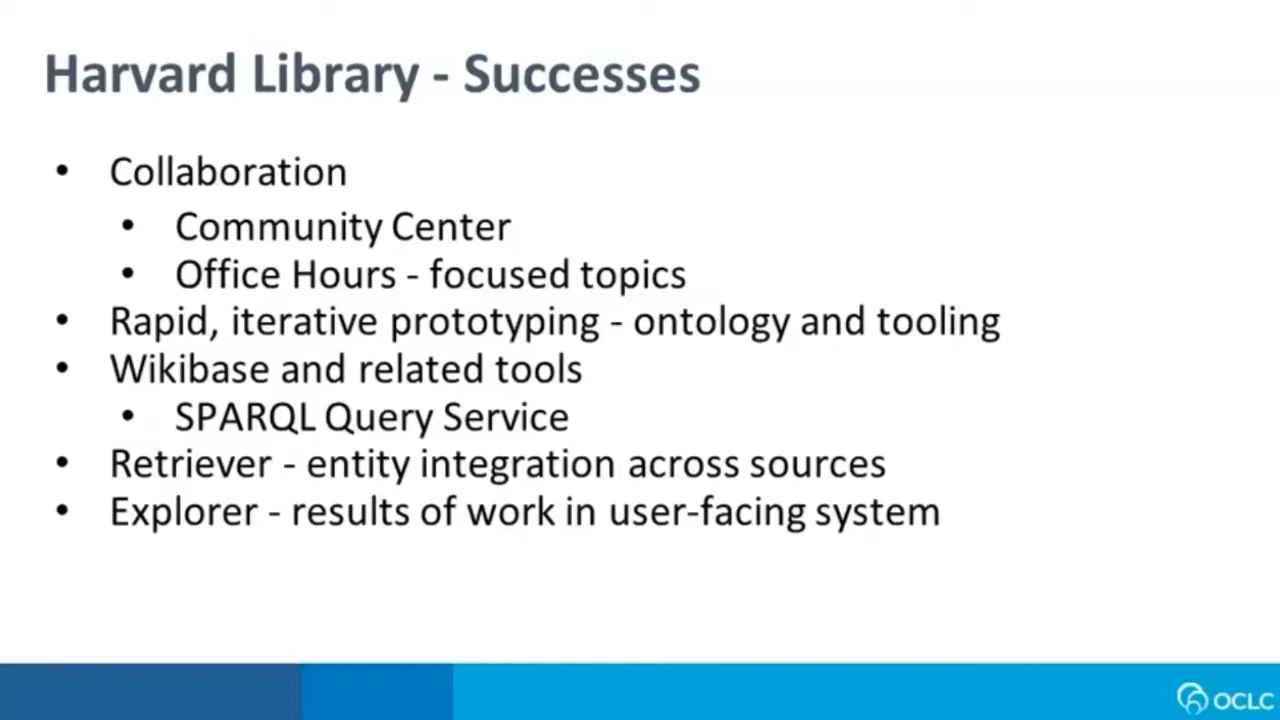 Harvard Library - Successes
• Collaboration
• Community Center
• Office Hours - focused topics
• Rapid, iterative prototyping - ontology and tooling
• Wikibase and related tools
• SPARQL Query Service
• Retriever - entity integration across sources
• Explorer - results of work in user-facing system
OCLC